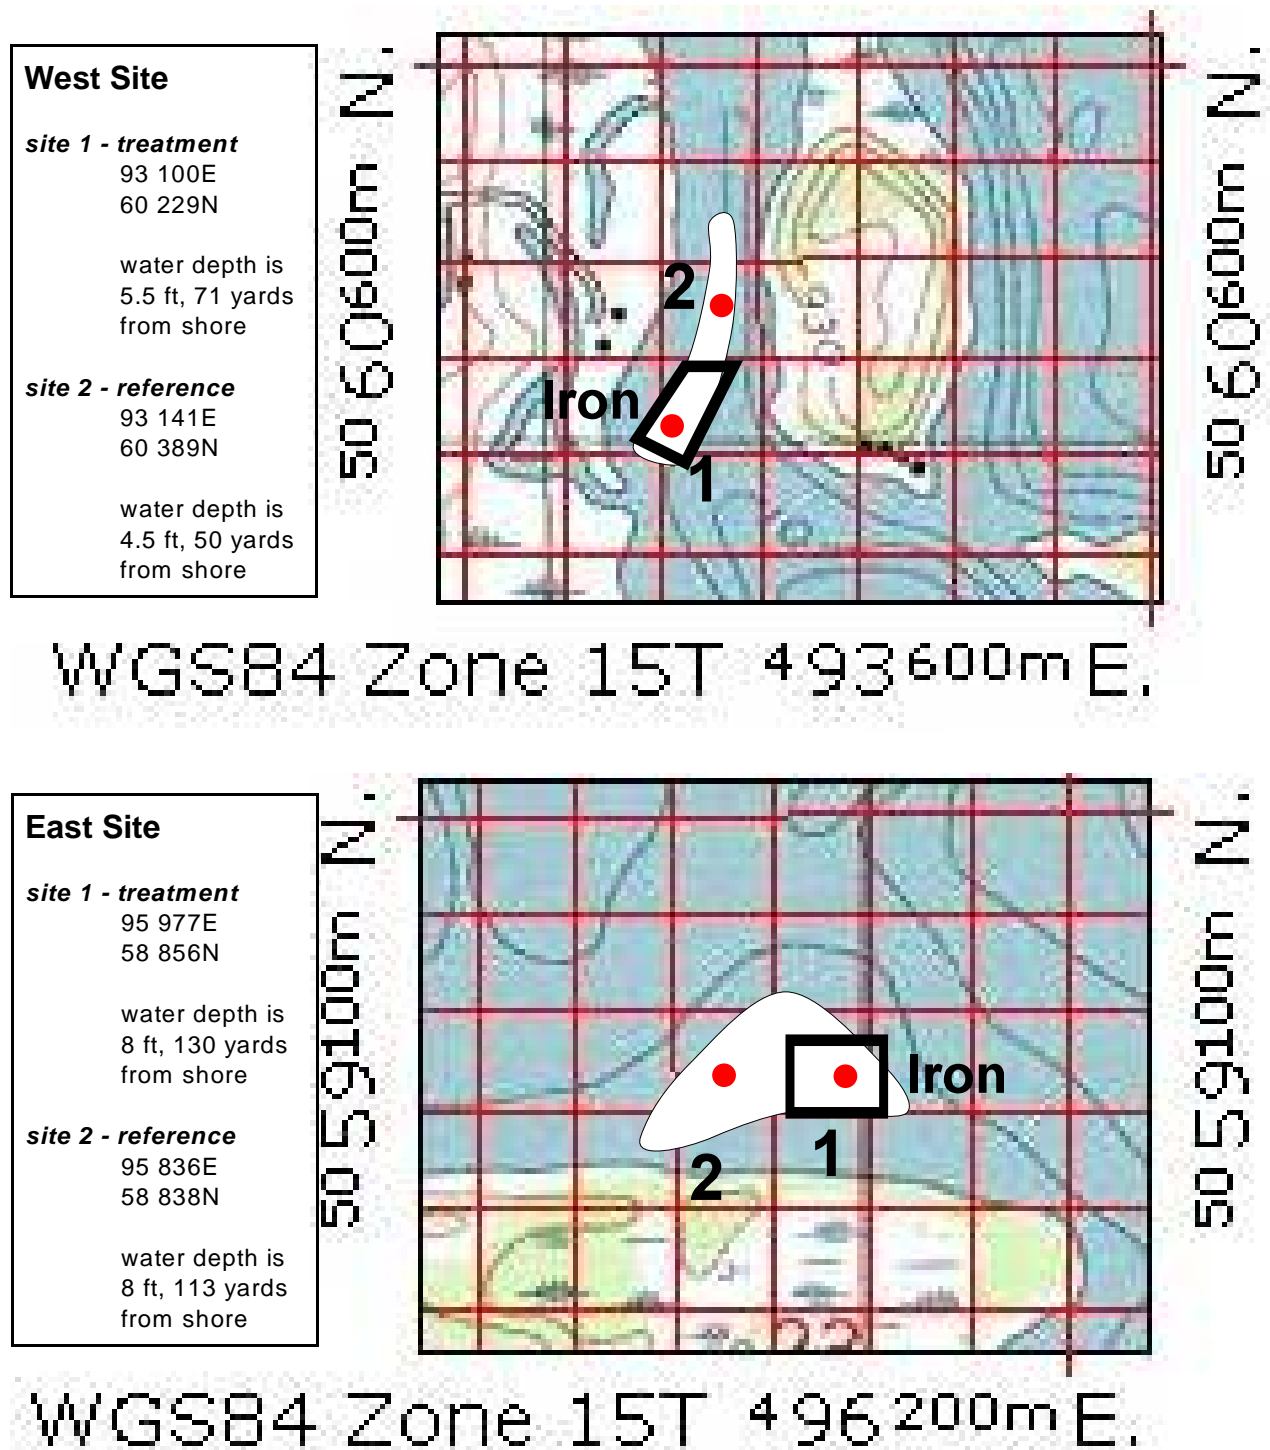 West Site
site 1 - treatment
93 100E
60 229N
water depth is
5.5 ft, 71 yards
from shore
site 2 - reference
93 141E
60 389N
water depth is
4.5 ft, 50 yards
from shore
50 60600m N.
2
Iron
1
930
50 60600m N.
WGS84 Zone 15T 493600m E.
East Site
site 1 - treatment
95 977E
58 856N
water depth is
8 ft, 130 yards
from shore
site 2 - reference
95 836E
58 838N
water depth is
8 ft, 113 yards
from shore
50 59100m N.
Iron
1
2
22
50 59100m N.
WGS84 Zone 15T 496200m E.